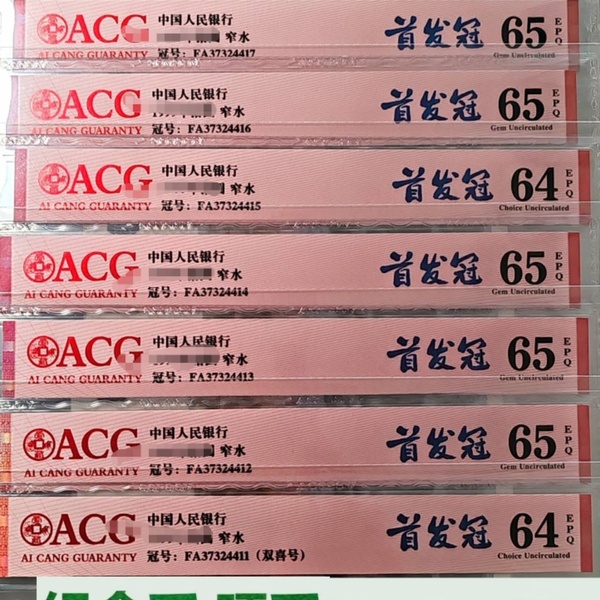 ACG 中国人民银行 首发冠 65 EPQ
窄水
AI CANG GUARANTY 冠号：FA37324417 Gem Uncirculated
ACG 中国人民银行 首发冠 65 EPQ
窄水
AI CANG GUARANTY 冠号：FA37324416 Gem Uncirculated
ACG 中国人民银行 首发冠 64 EPQ
窄水
AI CANG GUARANTY 冠号：FA37324415 Choice Uncirculated
ACG 中国人民银行 首发冠 65 EPQ
窄水
AI CANG GUARANTY 冠号：FA37324414 Gem Uncirculated
ACG 中国人民银行 首发冠 65 EPQ
窄水
AI CANG GUARANTY 冠号：FA37324413 Gem Uncirculated
ACG 中国人民银行 首发冠 65 EPQ
窄水
AI CANG GUARANTY 冠号：FA37324412 Gem Uncirculated
ACG 中国人民银行 首发冠 64 EPQ
窄水
AI CANG GUARANTY 冠号：FA37324411（双喜号） Choice Uncirculated